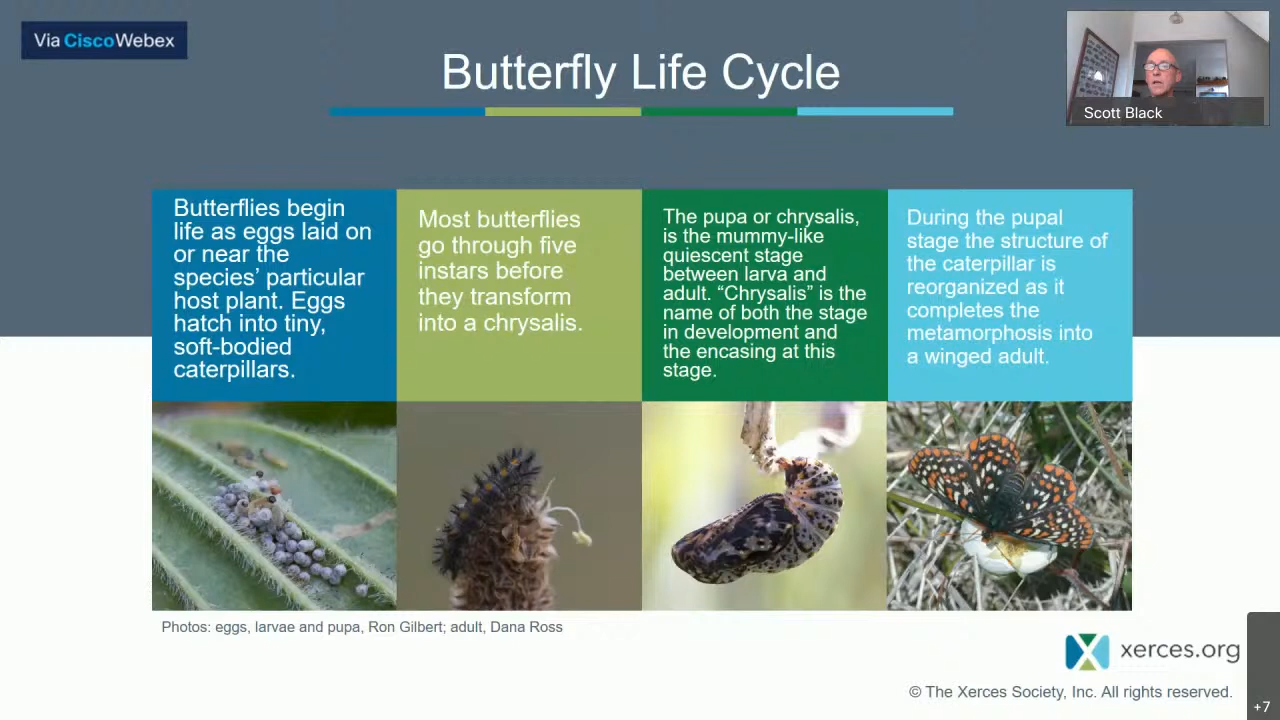 Via Cisco Webex
Butterfly Life Cycle
Scott Black
Butterflies begin
life as eggs laid on
or near the
species’ particular
host plant. Eggs
hatch into tiny,
soft-bodied
caterpillars.
Most butterflies
go through five
instars before
they transform
into a chrysalis.
The pupa or chrysalis,
is the mummy-like
quiescent stage
between larva and
adult. “Chrysalis” is the
name of both the stage
in development and
the encasing at this
stage.
During the pupal
stage the structure of
the caterpillar is
reorganized as it
completes the
metamorphosis into
a winged adult.
Photos: eggs, larvae and pupa, Ron Gilbert; adult, Dana Ross
xerces.org
© The Xerces Society, Inc. All rights reserved.
+7